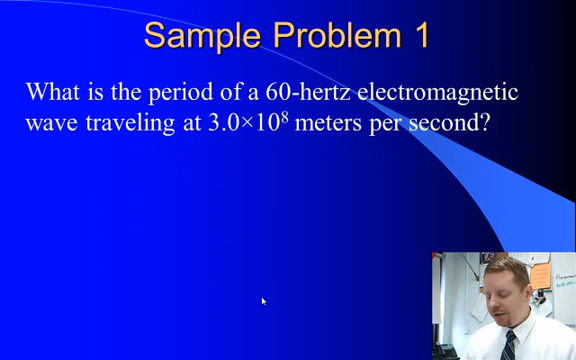 Sample Problem 1
What is the period of a 60-hertz electromagnetic
wave traveling at 3.0×10⁸ meters per second?